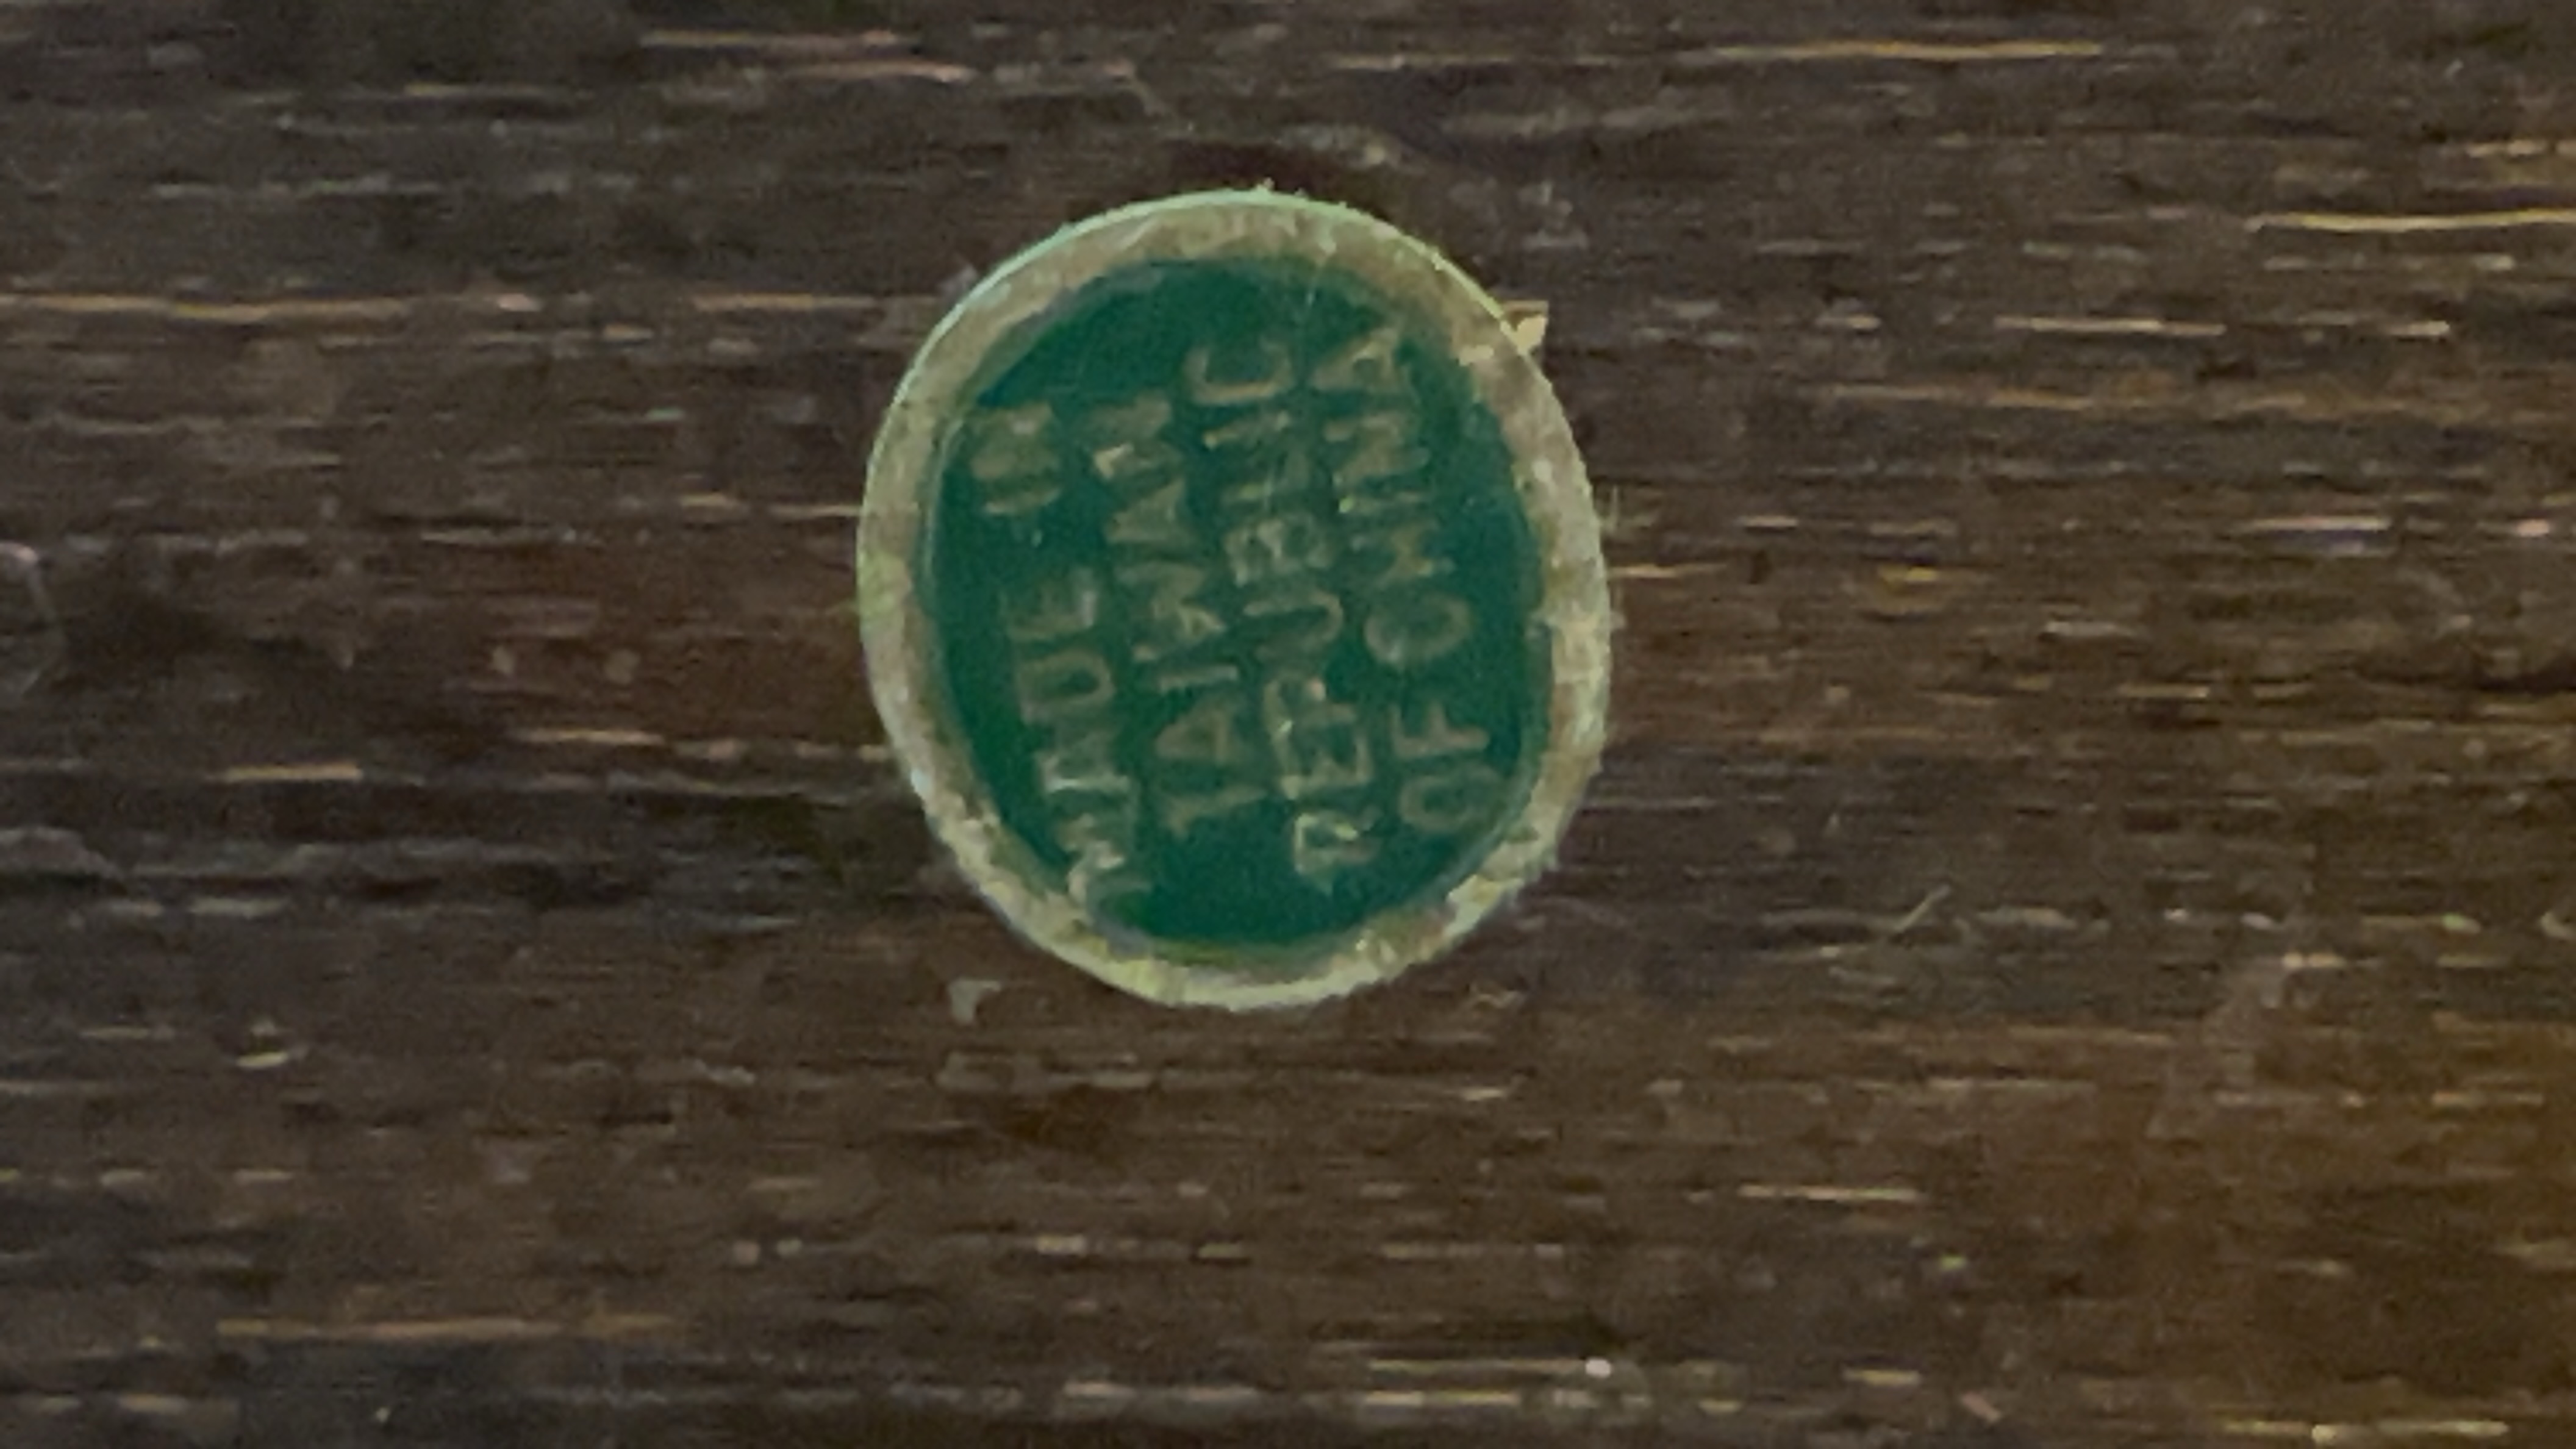 MADE IN
TAIWAN
REPUBLIC
OF CHINA